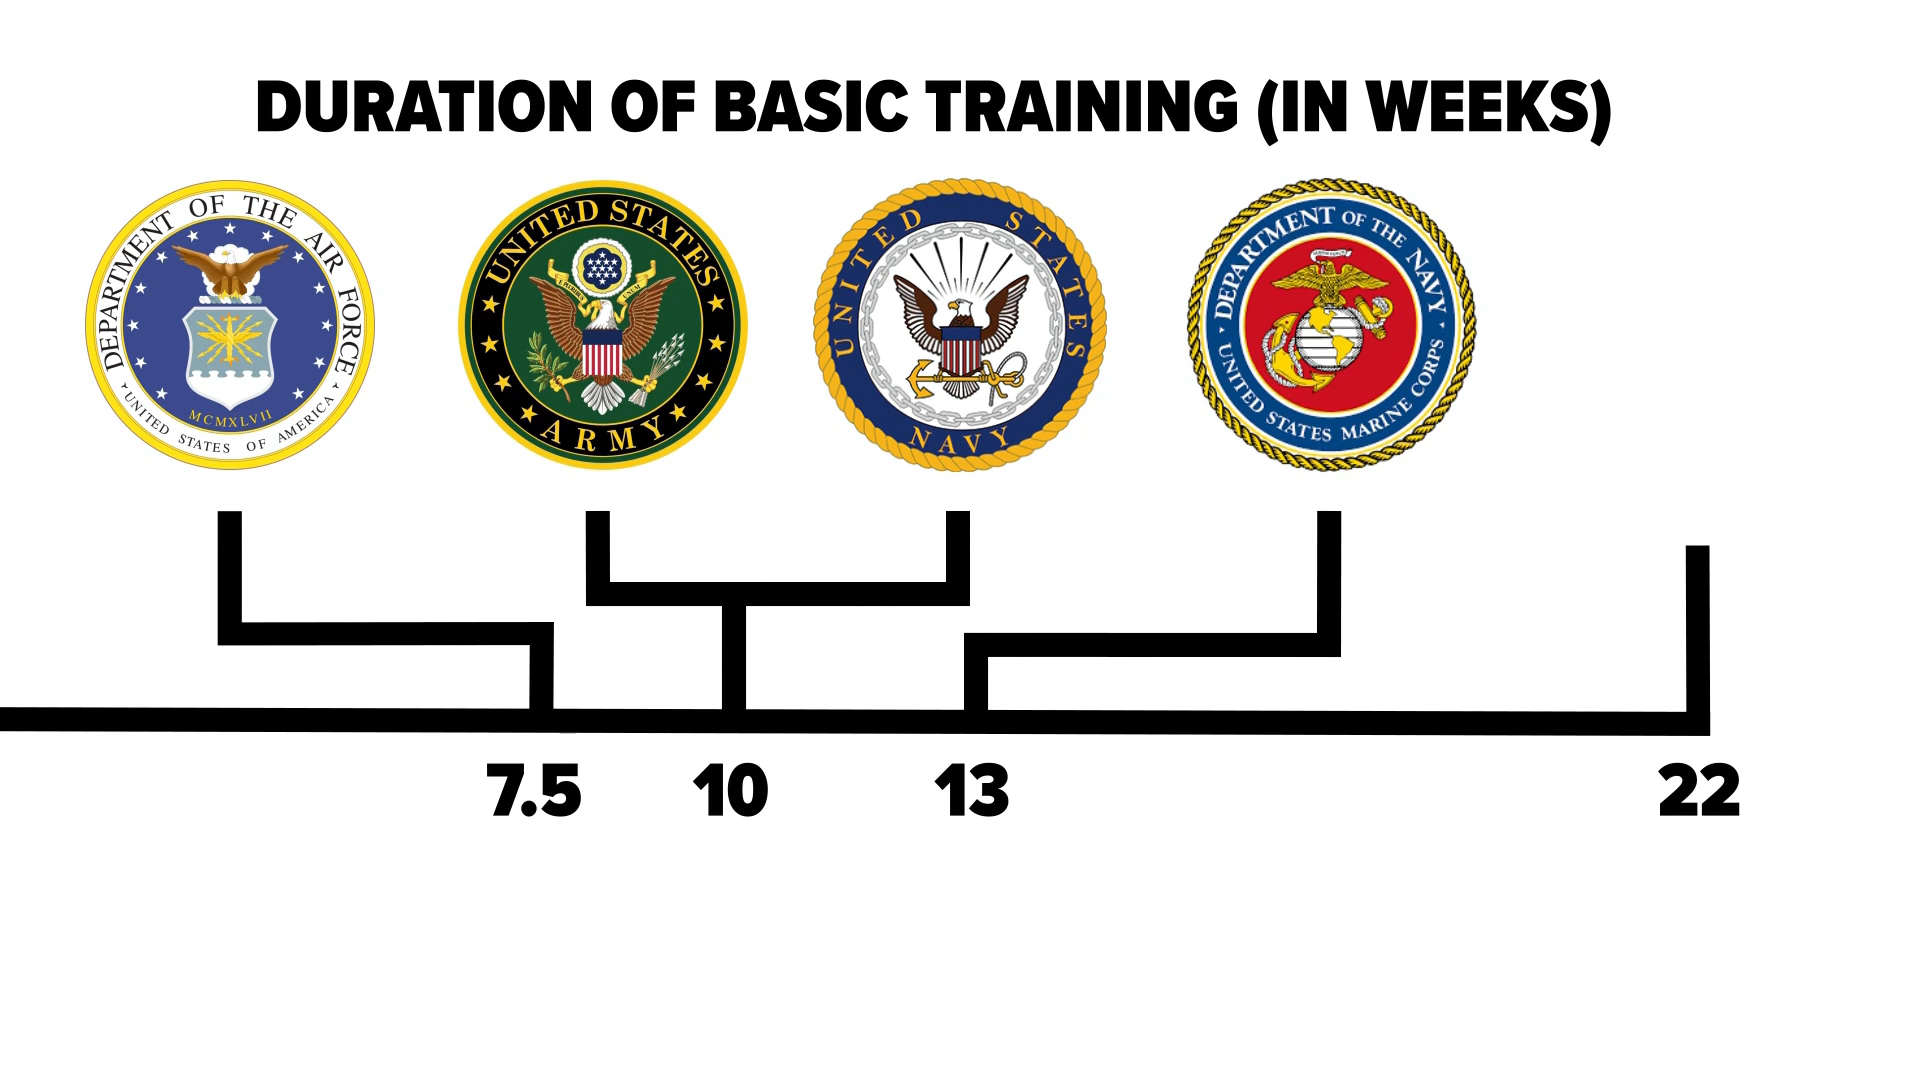 DURATION OF BASIC TRAINING (IN WEEKS)
DEPARTMENT OF THE AIR FORCE
MCMXLVII
UNITED STATES OF AMERICA
UNITED STATES
ARMY
UNITED STATES
NAVY
DEPARTMENT OF THE NAVY
UNITED STATES MARINE CORPS
7.5 10 13 22